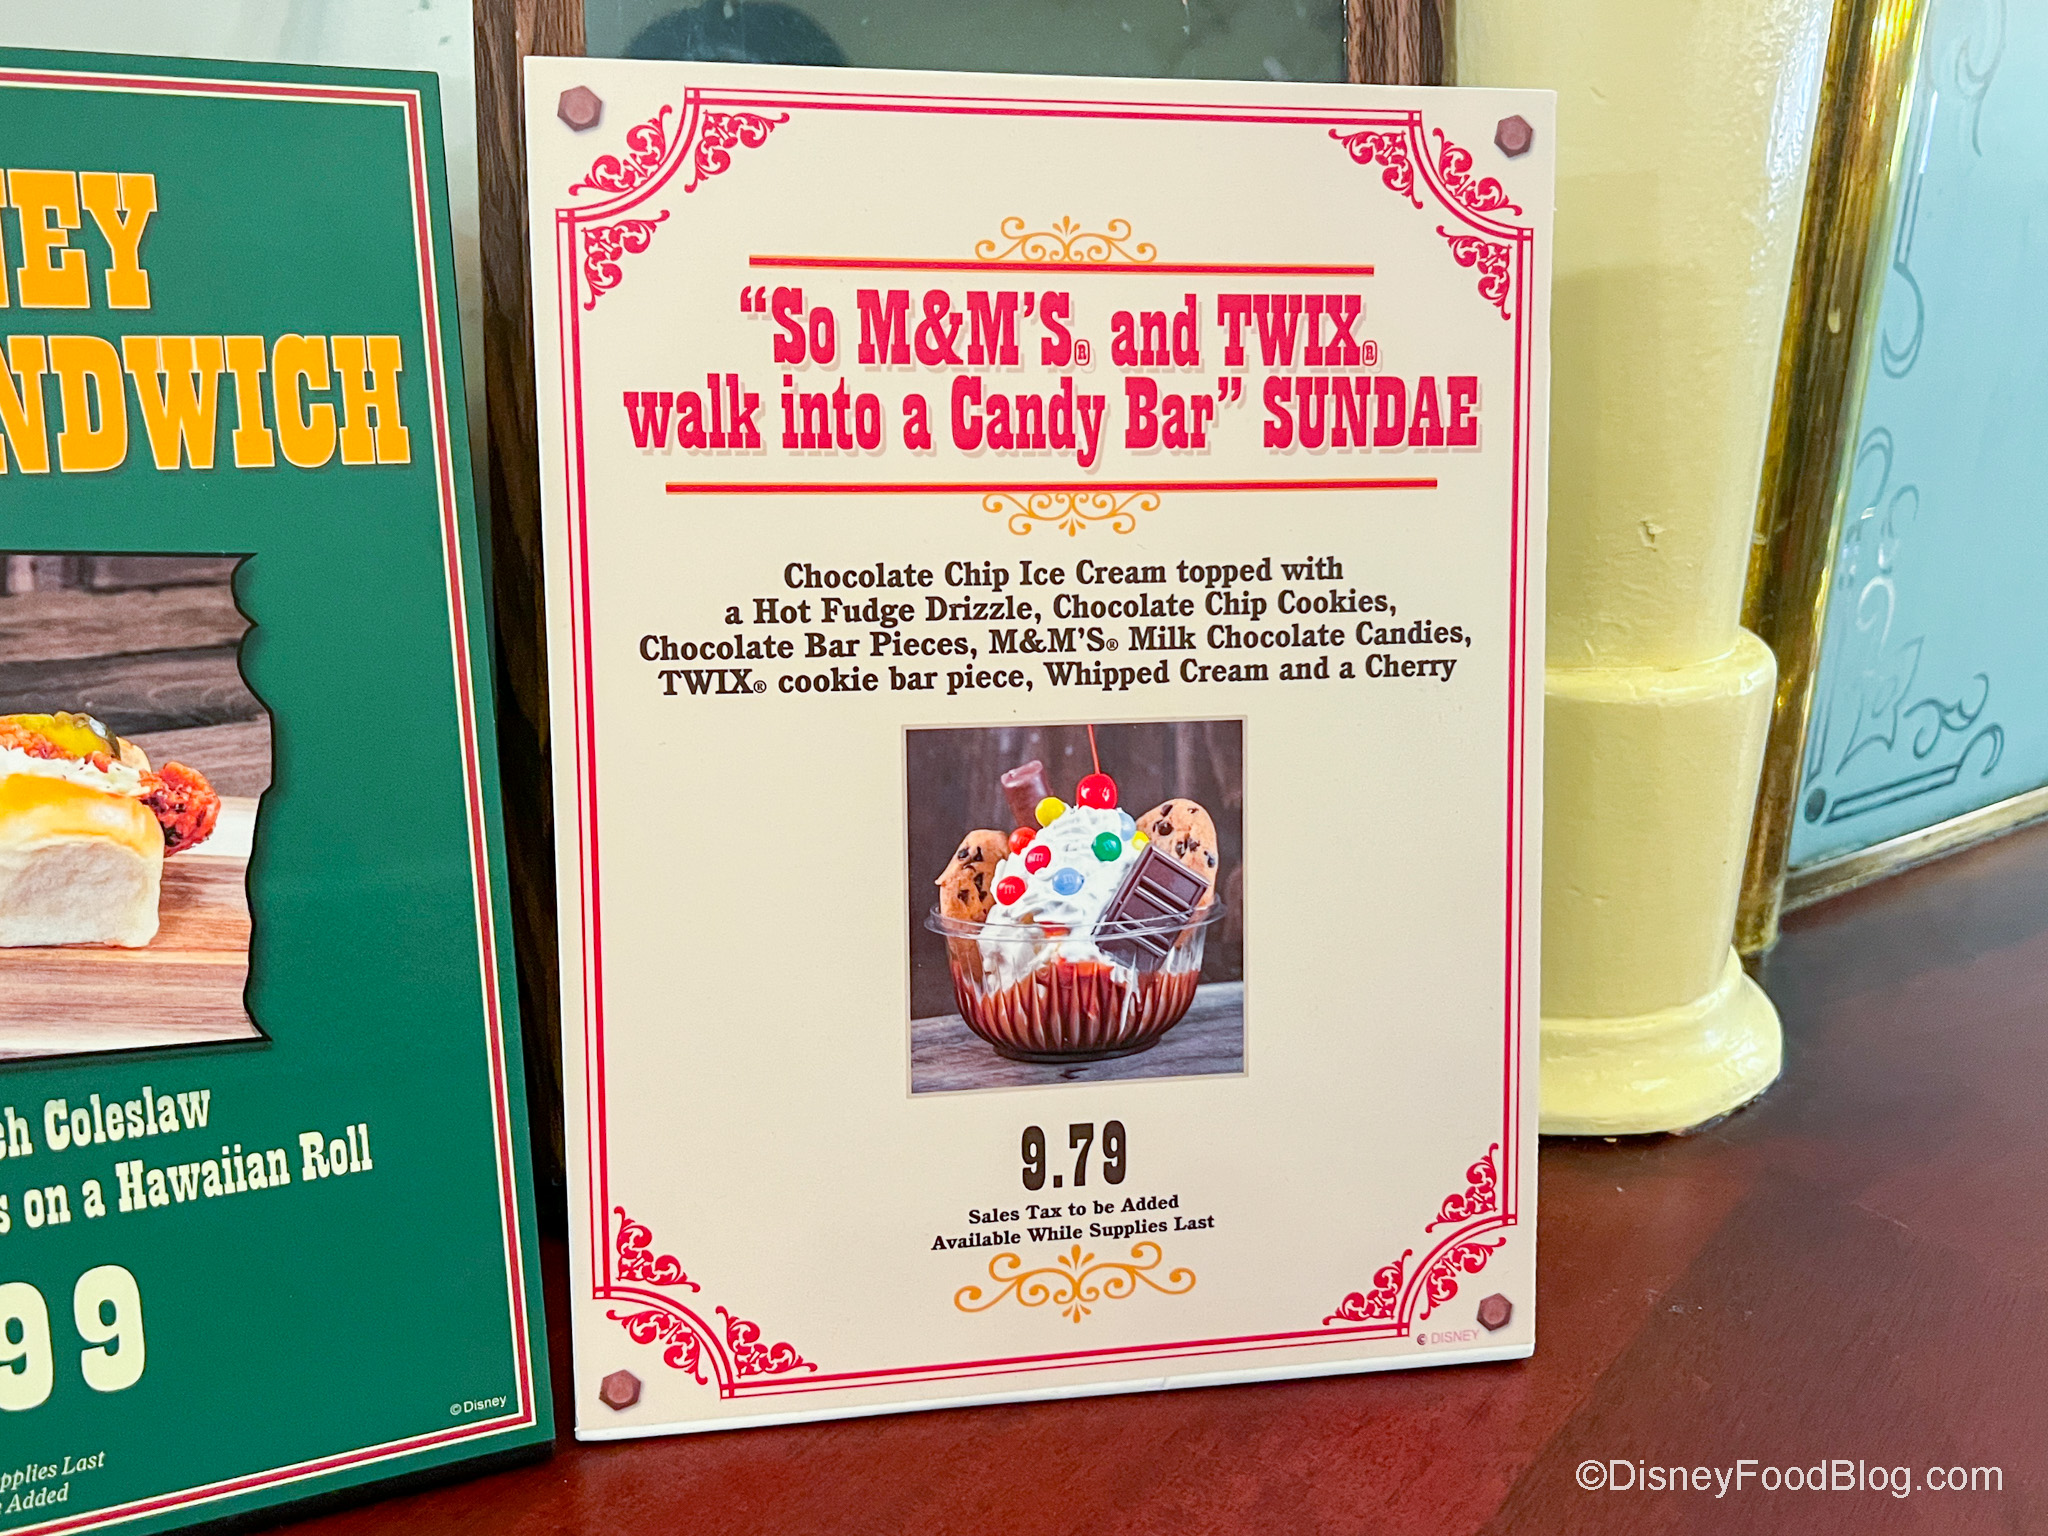 NEY
NDWICH
Coleslaw
on a Hawaiian Roll
99
©Disney
pplies Last
Added
“So M&M’S® and TWIX®
walk into a Candy Bar” SUNDAE
Chocolate Chip Ice Cream topped with
a Hot Fudge Drizzle, Chocolate Chip Cookies,
Chocolate Bar Pieces, M&M’S® Milk Chocolate Candies,
TWIX® cookie bar piece, Whipped Cream and a Cherry
9.79
Sales Tax to be Added
Available While Supplies Last
© DISNEY
©DisneyFoodBlog.com